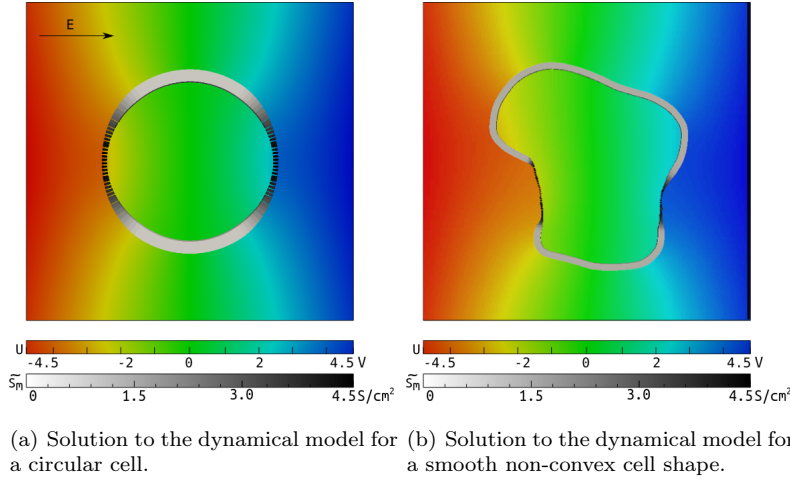 E
U -4.5 -2 0 2 4.5 V
U -4.5 -2 0 2 4.5 V
S̃m 0 1.5 3.0 4.5 S/cm²
S̃m 0 1.5 3.0 4.5 S/cm²
(a) Solution to the dynamical model for
a circular cell.
(b) Solution to the dynamical model for
a smooth non-convex cell shape.